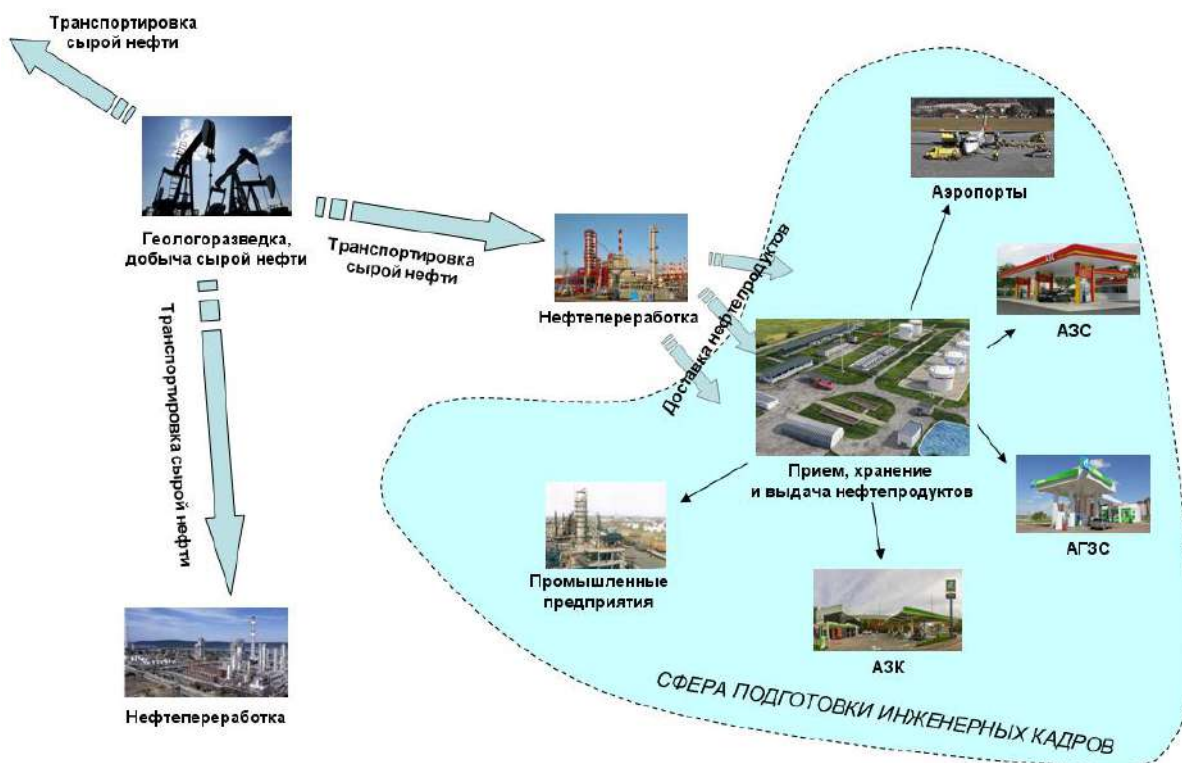 Транспортировка
сырой нефти
Геологоразведка,
добыча сырой нефти
Транспортировка
сырой нефти
Транспортировка сырой нефти
Нефтепереработка
Нефтепереработка
Доставка нефтепродуктов
Аэропорты
АЗС
Прием, хранение
и выдача нефтепродуктов
АГЗС
Промышленные
предприятия
АЗК
СФЕРА ПОДГОТОВКИ ИНЖЕНЕРНЫХ КАДРОВ